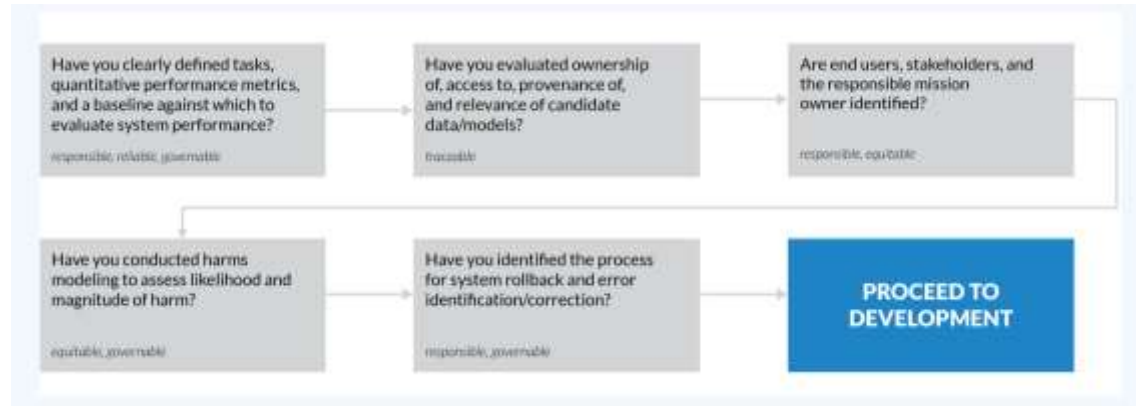 Have you clearly defined tasks,
quantitative performance metrics,
and a baseline against which to
evaluate system performance?
responsible, reliable, governable
Have you evaluated ownership
of, access to, provenance of,
and relevance of candidate
data/models?
traceable
Are end users, stakeholders, and
the responsible mission
owner identified?
responsible, equitable
Have you conducted harms
modeling to assess likelihood and
magnitude of harm?
equitable, governable
Have you identified the process
for system rollback and error
identification/correction?
responsible, governable
PROCEED TO
DEVELOPMENT